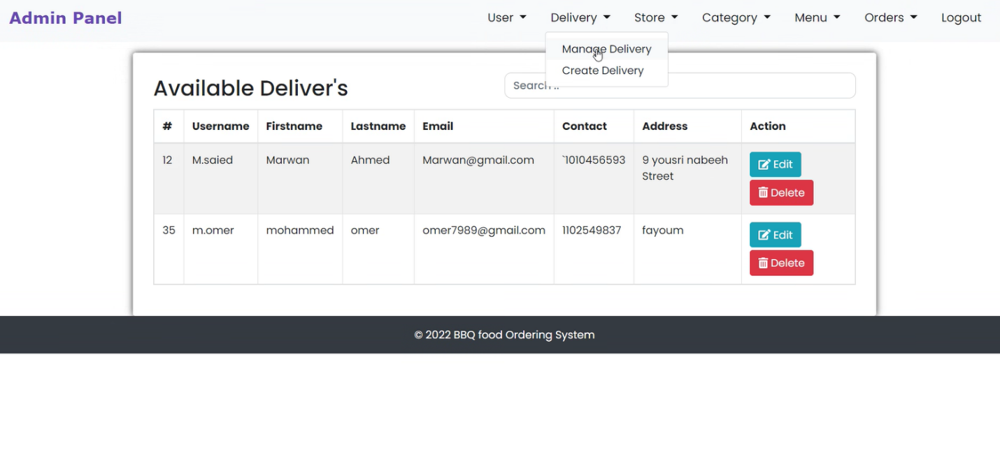 Admin Panel
User Delivery Store Category Menu Orders Logout
Manage Delivery
Create Delivery
Available Deliver's
Search ..
# Username Firstname Lastname Email Contact Address Action
12 M.saied Marwan Ahmed Marwan@gmail.com `1010456593 9 yousri nabeeh
Street
Edit
Delete
35 m.omer mohammed omer omer7989@gmail.com 1102549837 fayoum
Edit
Delete
© 2022 BBQ food Ordering System